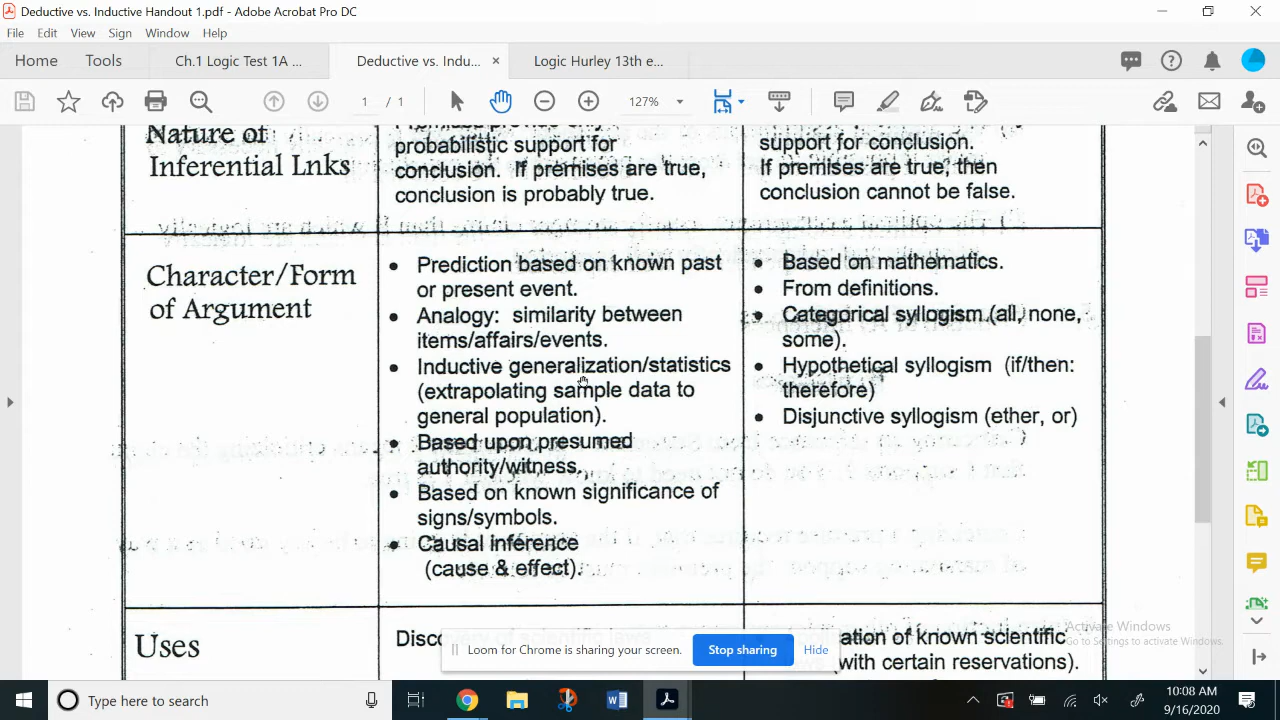 Deductive vs. Inductive Handout 1.pdf - Adobe Acrobat Pro DC
File Edit View Sign Window Help
Home Tools Ch.1 Logic Test 1A ... Deductive vs. Indu... × Logic Hurley 13th e...
1 / 1 127%
Nature of
Inferential Lnks
probabilistic support for
conclusion. If premises are true,
conclusion is probably true.
support for conclusion.
If premises are true, then
conclusion cannot be false.
Character/Form
of Argument
• Prediction based on known past
or present event.
• Analogy: similarity between
items/affairs/events.
• Inductive generalization/statistics
(extrapolating sample data to
general population).
• Based upon presumed
authority/witness.
• Based on known significance of
signs/symbols.
• Causal inference
(cause & effect).
• Based on mathematics.
• From definitions.
• Categorical syllogism (all, none,
some).
• Hypothetical syllogism (if/then:
therefore)
• Disjunctive syllogism (ether, or)
Uses
ation of known scientific
(with certain reservations).
Activate Windows
Go to Settings to activate Windows.
Loom for Chrome is sharing your screen. Stop sharing Hide
Type here to search
10:08 AM
9/16/2020